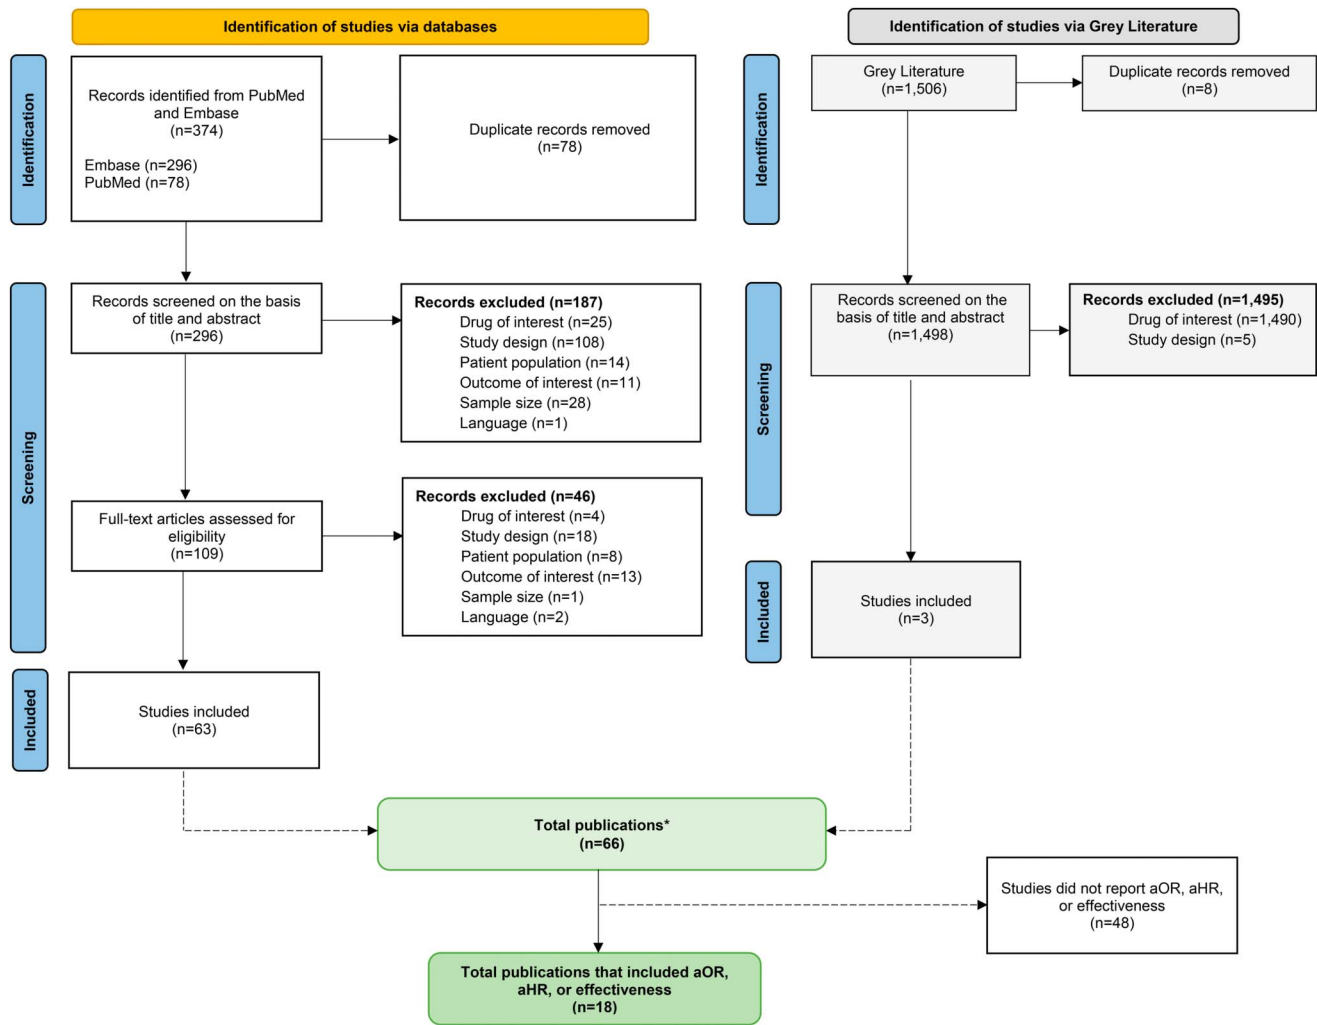 Identification of studies via databases
Identification
Records identified from PubMed
and Embase
(n=374)
Embase (n=296)
PubMed (n=78)
Duplicate records removed
(n=78)
Screening
Records screened on the basis
of title and abstract
(n=296)
Records excluded (n=187)
Drug of interest (n=25)
Study design (n=108)
Patient population (n=14)
Outcome of interest (n=11)
Sample size (n=28)
Language (n=1)
Full-text articles assessed for
eligibility
(n=109)
Records excluded (n=46)
Drug of interest (n=4)
Study design (n=18)
Patient population (n=8)
Outcome of interest (n=13)
Sample size (n=1)
Language (n=2)
Included
Studies included
(n=63)
Identification of studies via Grey Literature
Identification
Grey Literature
(n=1,506)
Duplicate records removed
(n=8)
Screening
Records screened on the
basis of title and abstract
(n=1,498)
Records excluded (n=1,495)
Drug of interest (n=1,490)
Study design (n=5)
Included
Studies included
(n=3)
Total publications*
(n=66)
Studies did not report aOR, aHR,
or effectiveness
(n=48)
Total publications that included aOR,
aHR, or effectiveness
(n=18)